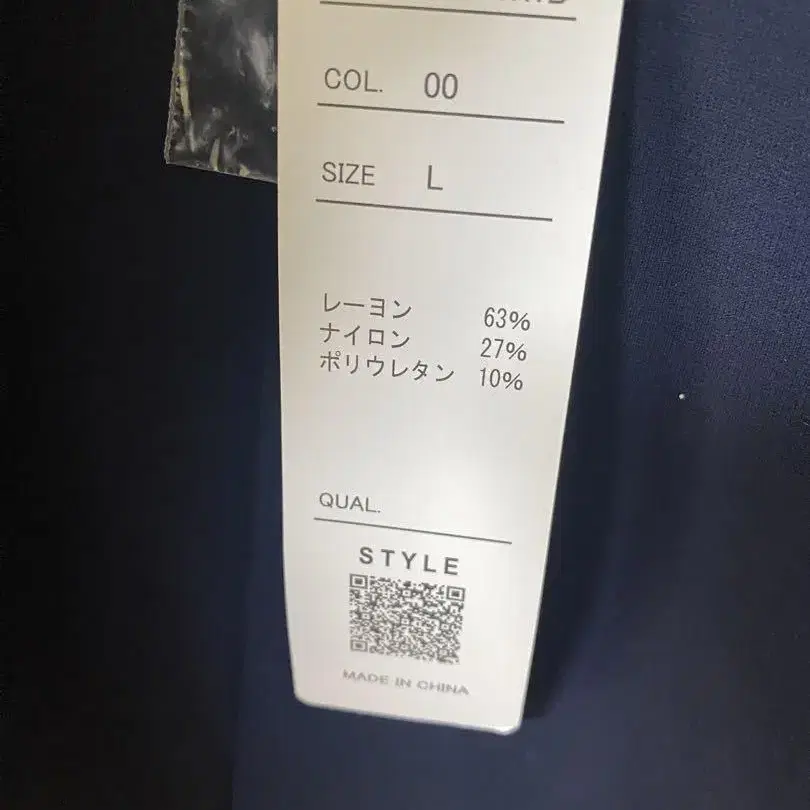 COL. 00
SIZE L
レーヨン 63%
ナイロン 27%
ポリウレタン 10%
QUAL.
STYLE
MADE IN CHINA